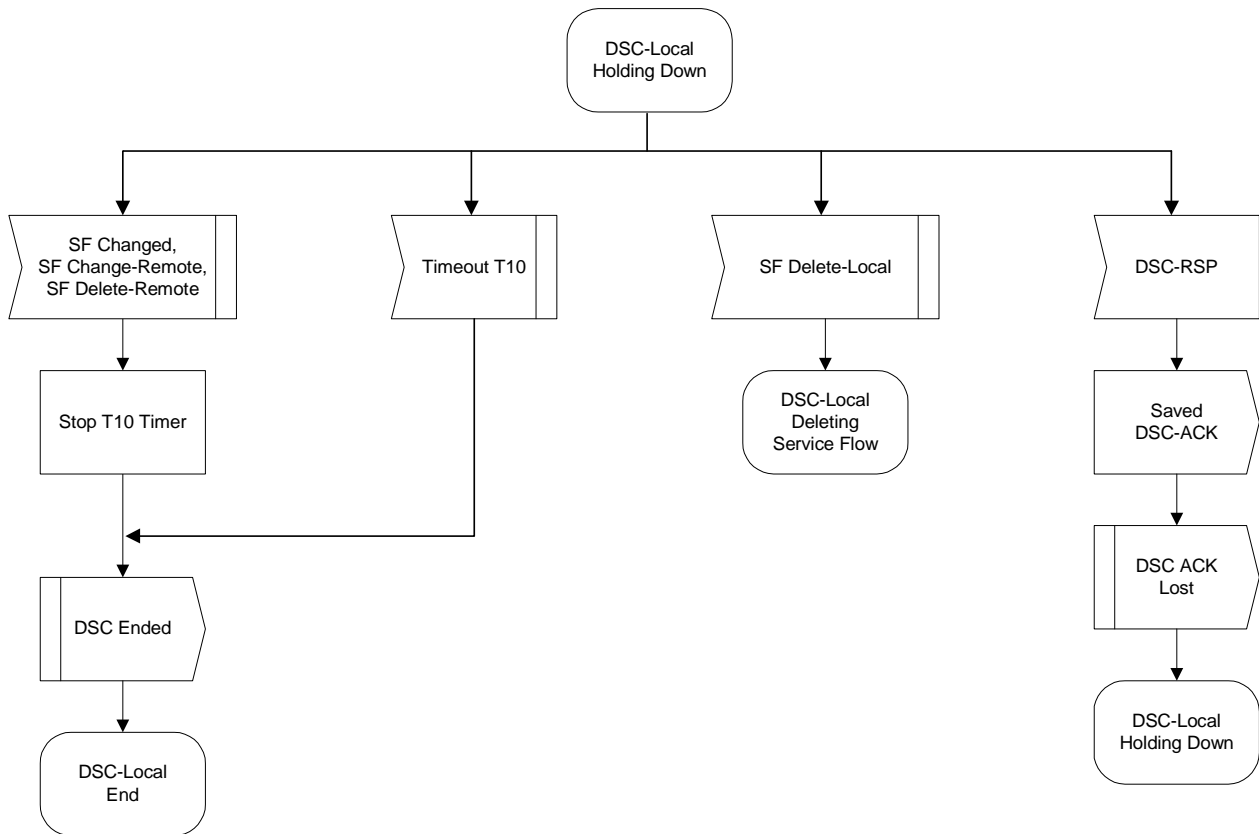 DSC-Local
Holding Down
SF Changed,
SF Change-Remote,
SF Delete-Remote
Timeout T10
SF Delete-Local
DSC-RSP
Stop T10 Timer
DSC-Local
Deleting
Service Flow
Saved
DSC-ACK
DSC Ended
DSC ACK
Lost
DSC-Local
End
DSC-Local
Holding Down